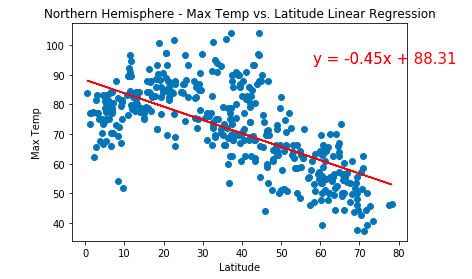 Northern Hemisphere - Max Temp vs. Latitude Linear Regression
y = -0.45x + 88.31
Max Temp
100
90
80
70
60
50
40
0 10 20 30 40 50 60 70 80
Latitude